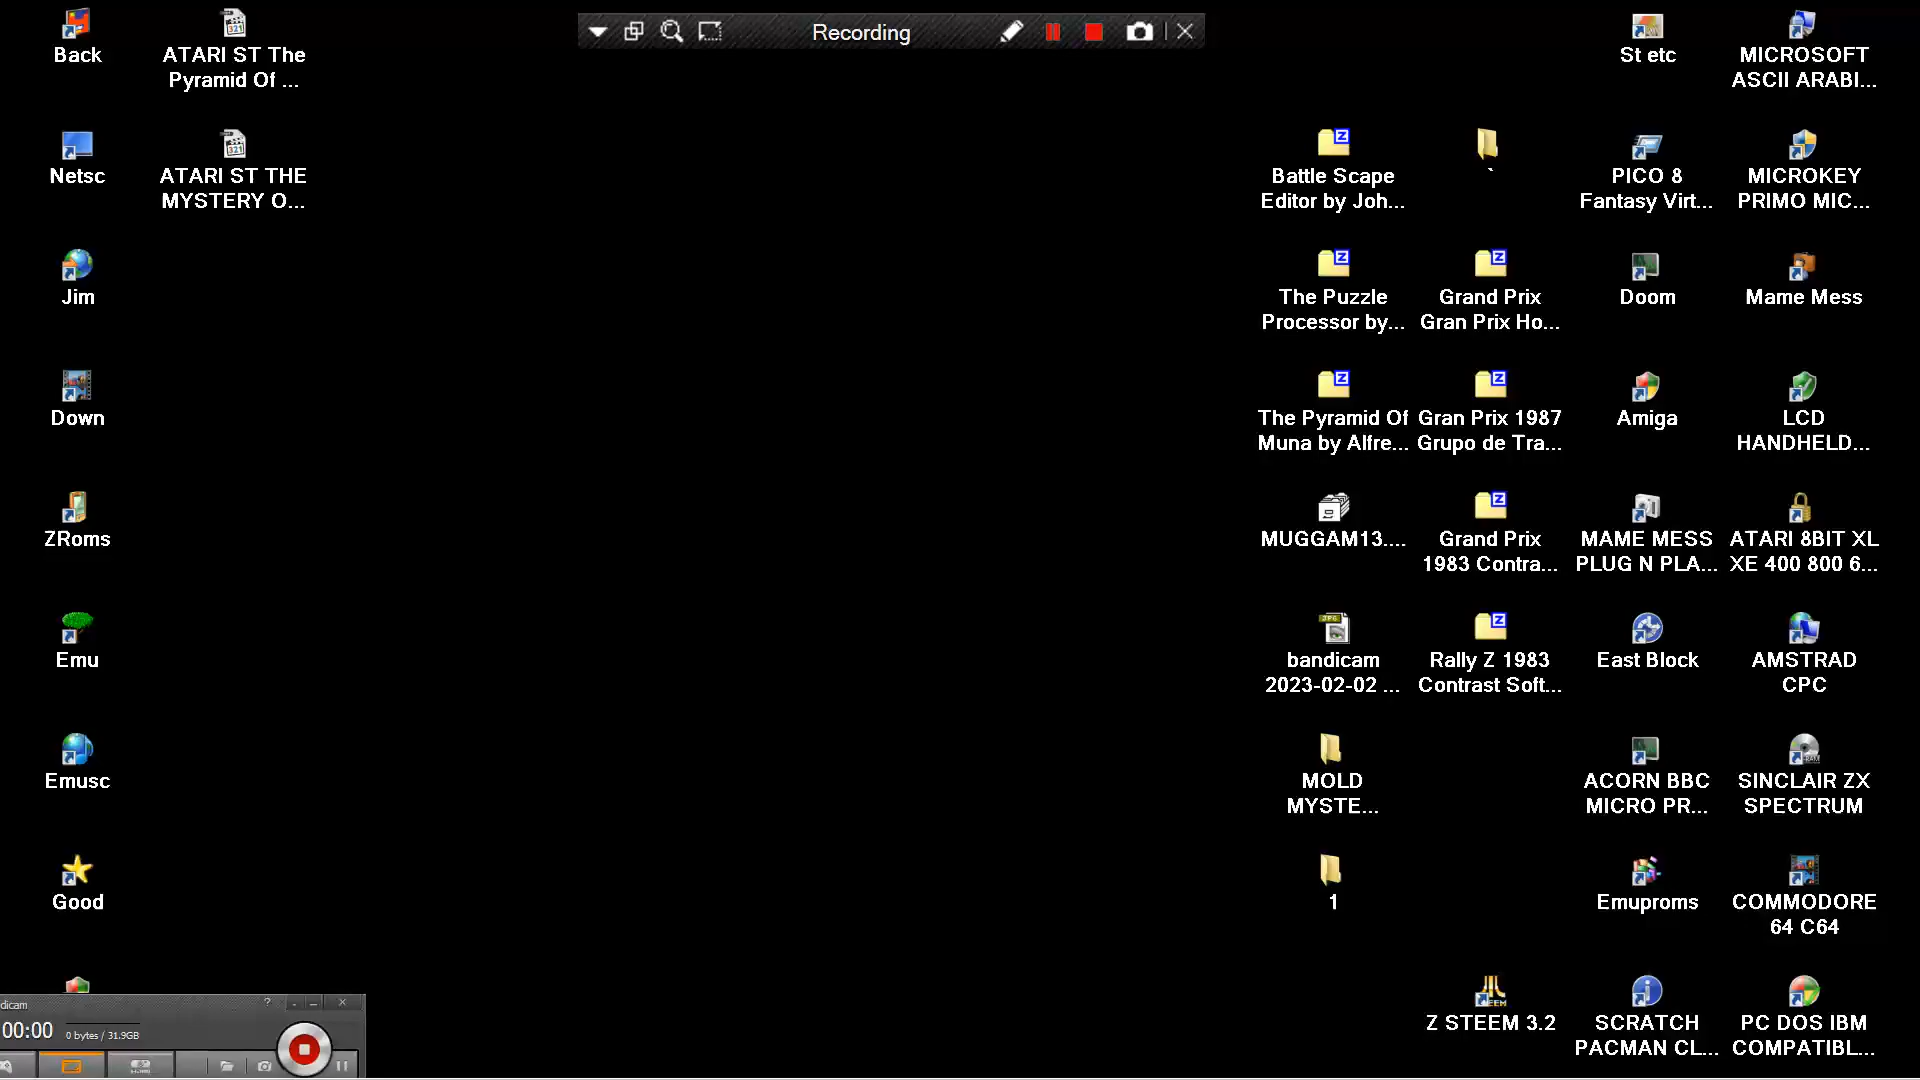 Recording
Back
ATARI ST The
Pyramid Of ...
Netsc
ATARI ST THE
MYSTERY O...
Jim
Down
ZRoms
Emu
Emusc
Good
St etc
MICROSOFT
ASCII ARABI...
Battle Scape
Editor by Joh...
`
PICO 8
Fantasy Virt...
MICROKEY
PRIMO MIC...
The Puzzle
Processor by...
Grand Prix
Gran Prix Ho...
Doom
Mame Mess
The Pyramid Of
Muna by Alfre...
Gran Prix 1987
Grupo de Tra...
Amiga
LCD
HANDHELD...
MUGGAM13....
Grand Prix
1983 Contra...
MAME MESS
PLUG N PLA...
ATARI 8BIT XL
XE 400 800 6...
bandicam
2023-02-02 ...
Rally Z 1983
Contrast Soft...
East Block
AMSTRAD
CPC
MOLD
MYSTE...
ACORN BBC
MICRO PR...
SINCLAIR ZX
SPECTRUM
1
Emuproms
COMMODORE
64 C64
Z STEEM 3.2
SCRATCH
PACMAN CL...
PC DOS IBM
COMPATIBL...
dicam
00:00
0 bytes / 31.9GB